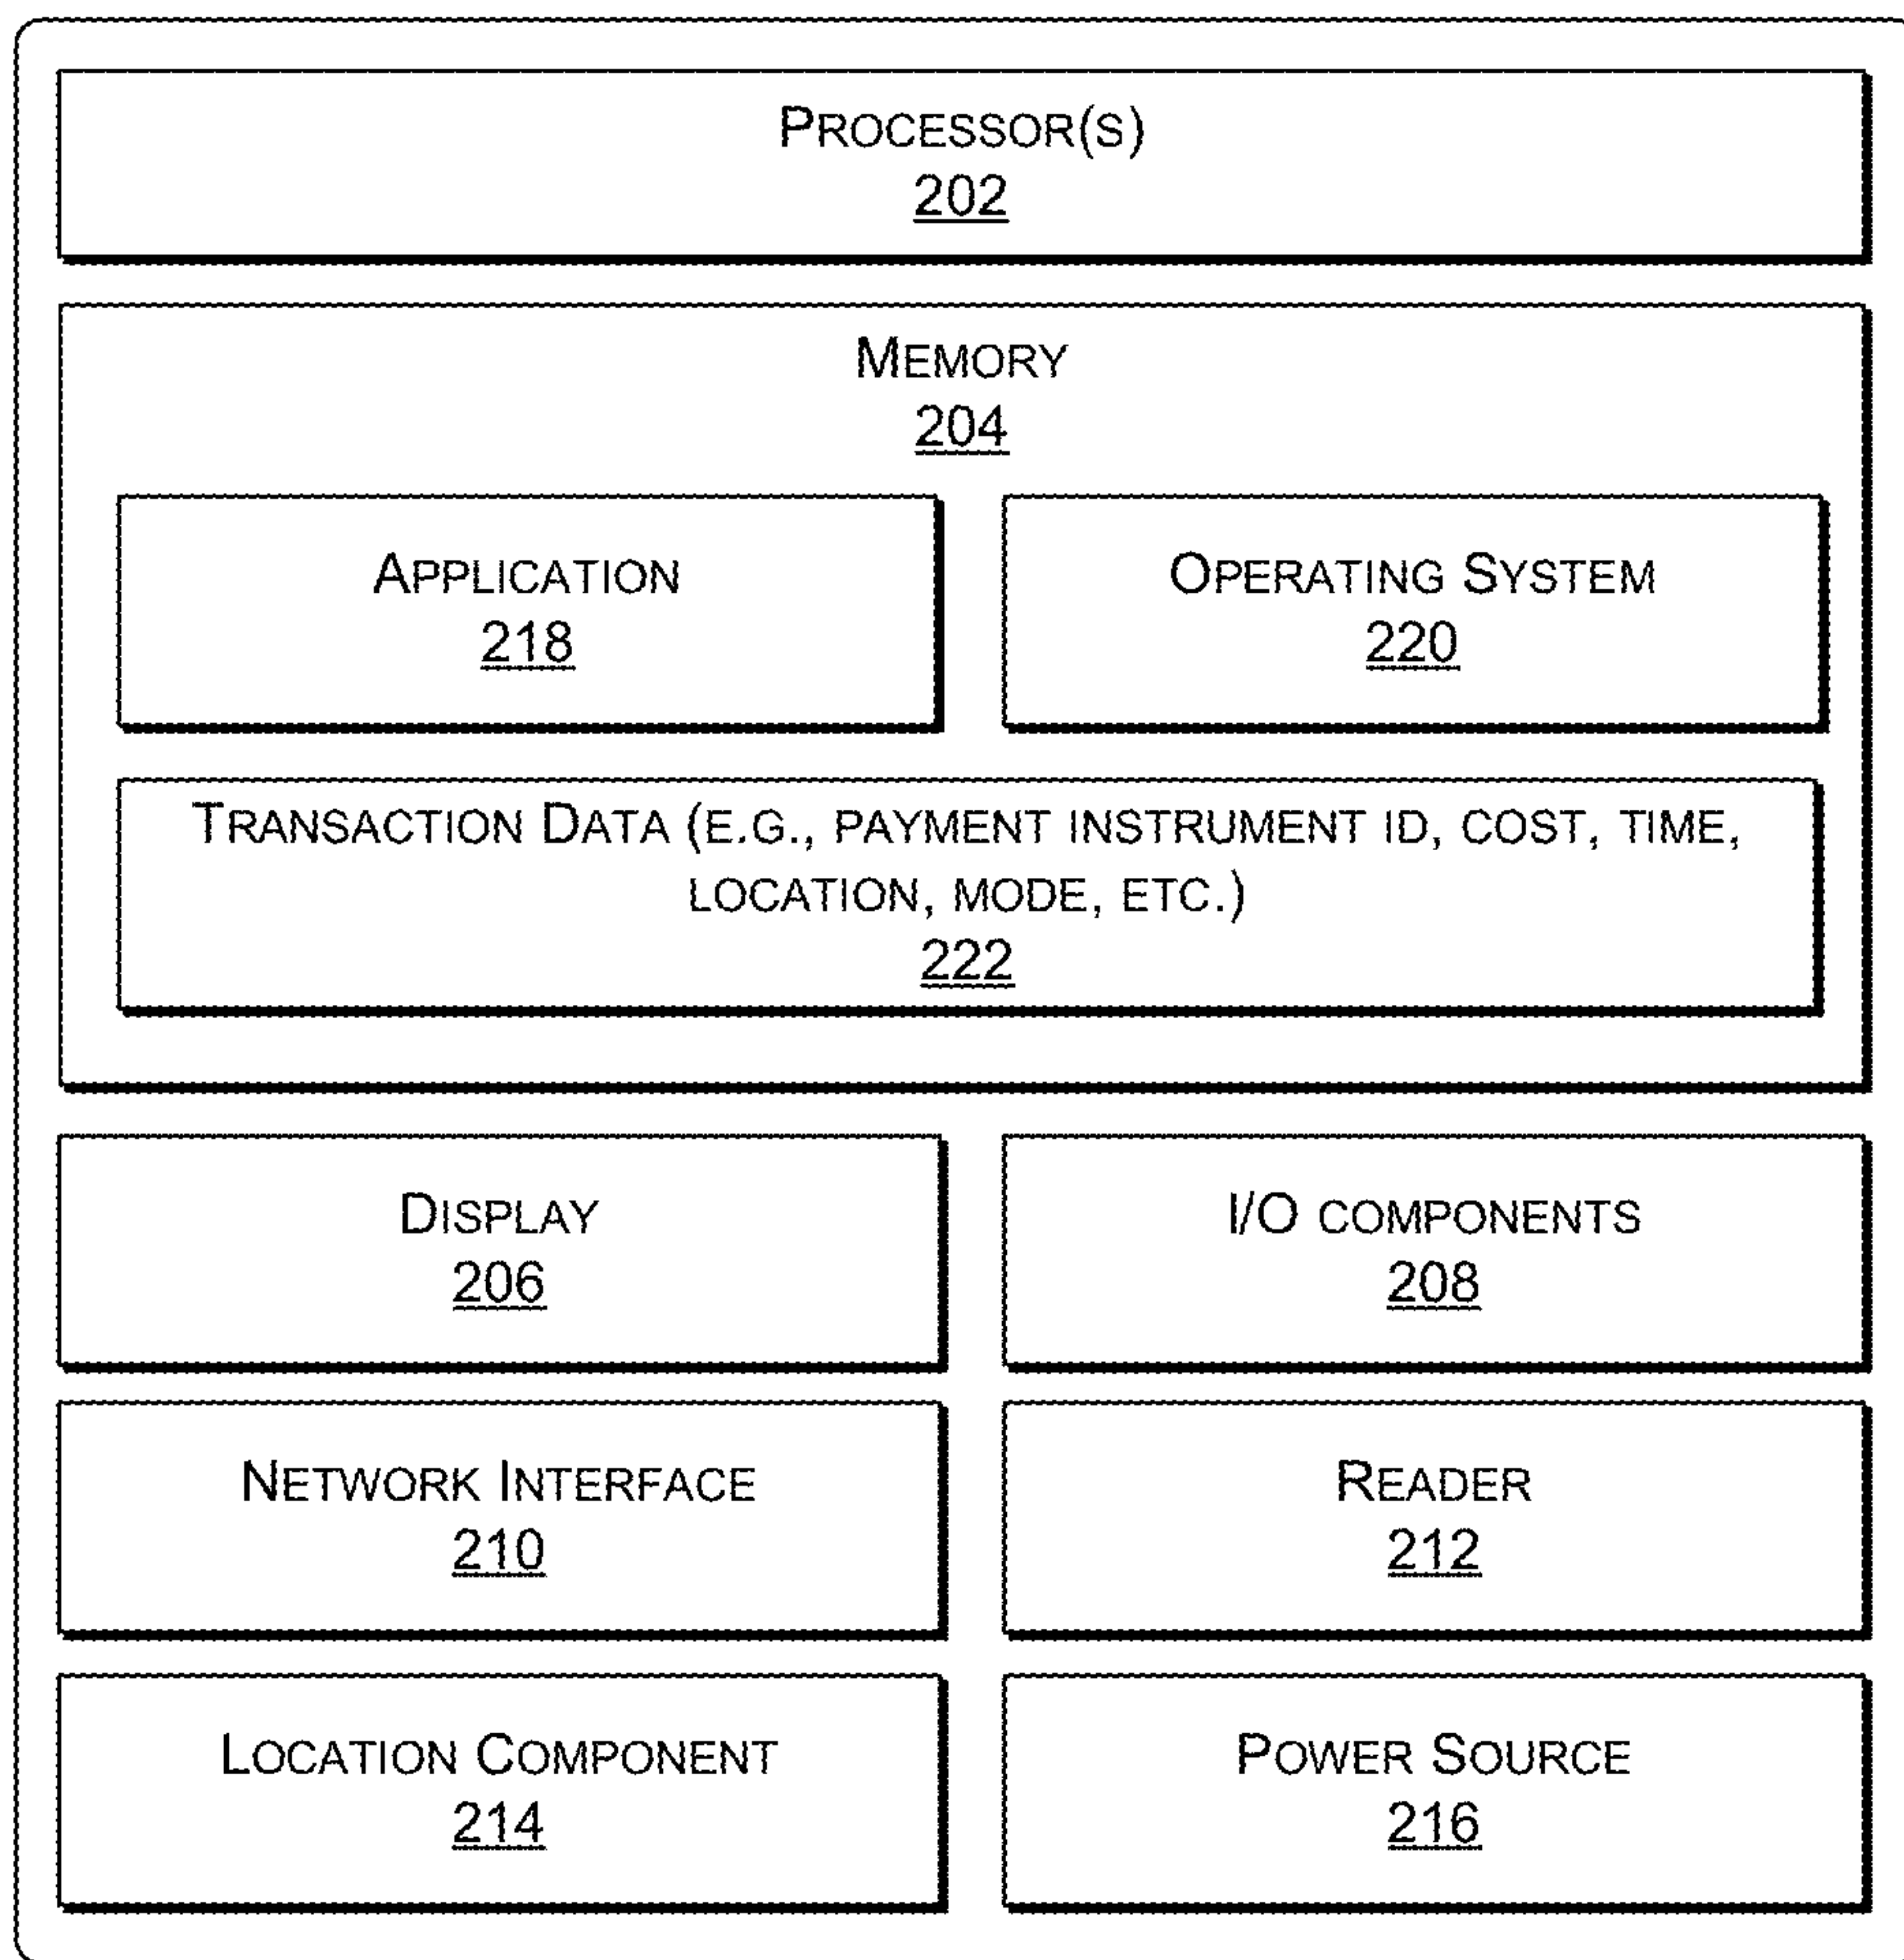 PROCESSOR(S)
202
MEMORY
204
APPLICATION
218
OPERATING SYSTEM
220
TRANSACTION DATA (E.G., PAYMENT INSTRUMENT ID, COST, TIME,
LOCATION, MODE, ETC.)
222
DISPLAY
206
I/O COMPONENTS
208
NETWORK INTERFACE
210
READER
212
LOCATION COMPONENT
214
POWER SOURCE
216